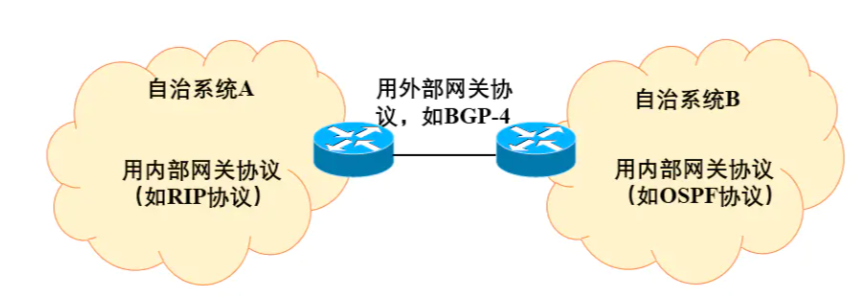 自治系统A
用外部网关协
议，如BGP-4
自治系统B
用内部网关协议
（如RIP协议）
用内部网关协议
（如OSPF协议）